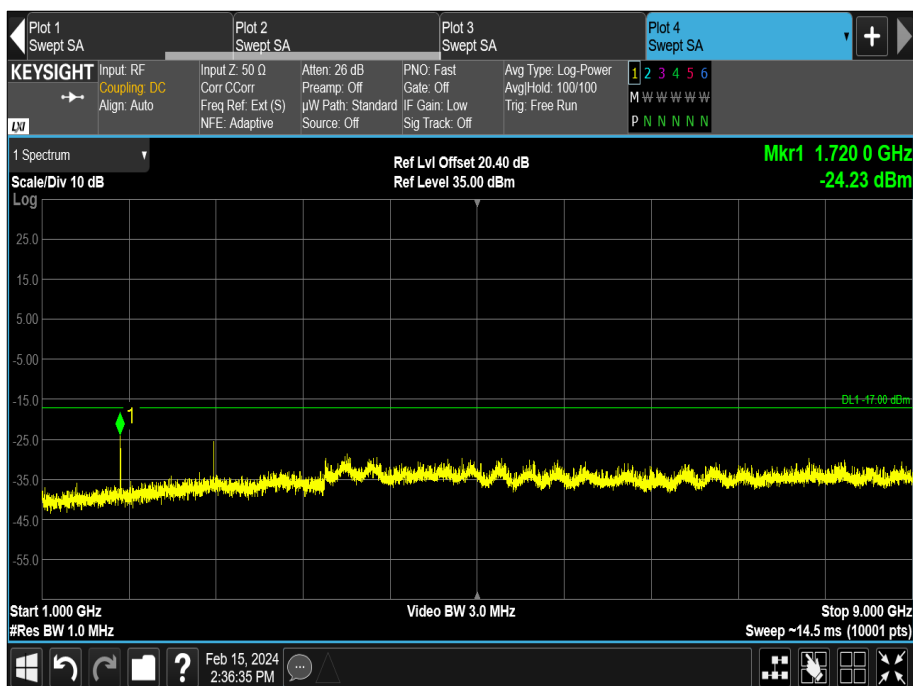 Plot 1
Swept SA
Plot 2
Swept SA
Plot 3
Swept SA
Plot 4
Swept SA
+
KEYSIGHT
LXI
Input: RF
Coupling: DC
Align: Auto
Input Z: 50 Ω
Corr CCorr
Freq Ref: Ext (S)
NFE: Adaptive
Atten: 26 dB
Preamp: Off
µW Path: Standard
Source: Off
PNO: Fast
Gate: Off
IF Gain: Low
Sig Track: Off
Avg Type: Log-Power
Avg|Hold: 100/100
Trig: Free Run
1 2 3 4 5 6
M W W W W W
P N N N N N
1 Spectrum
Scale/Div 10 dB
Ref Lvl Offset 20.40 dB
Ref Level 35.00 dBm
Mkr1 1.720 0 GHz
-24.23 dBm
Log
25.0
15.0
5.00
-5.00
-15.0
-25.0
-35.0
-45.0
-55.0
DL1 -17.00 dBm
1
Start 1.000 GHz
#Res BW 1.0 MHz
Video BW 3.0 MHz
Stop 9.000 GHz
Sweep ~14.5 ms (10001 pts)
?
Feb 15, 2024
2:36:35 PM